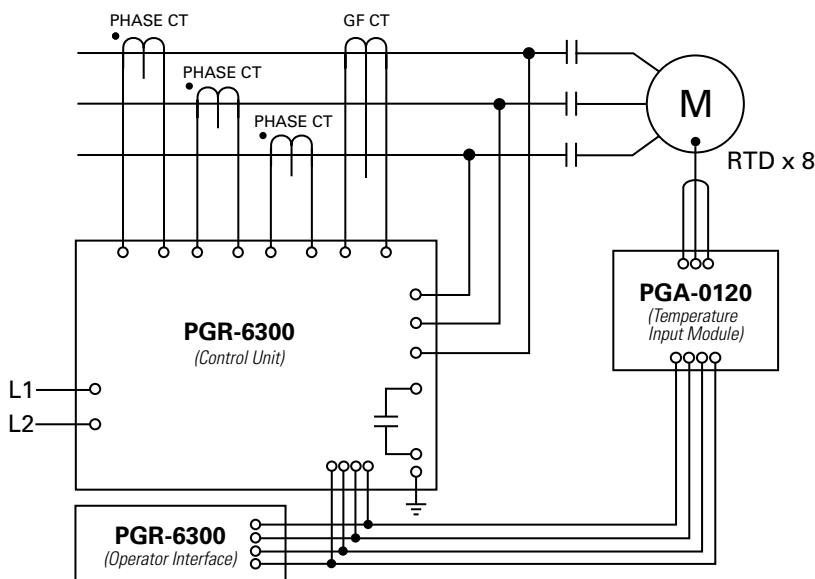 PHASE CT
GF CT
PHASE CT
PHASE CT
M
RTD x 8
PGR-6300
(Control Unit)
PGA-0120
(Temperature
Input Module)
L1
L2
PGR-6300
(Operator Interface)